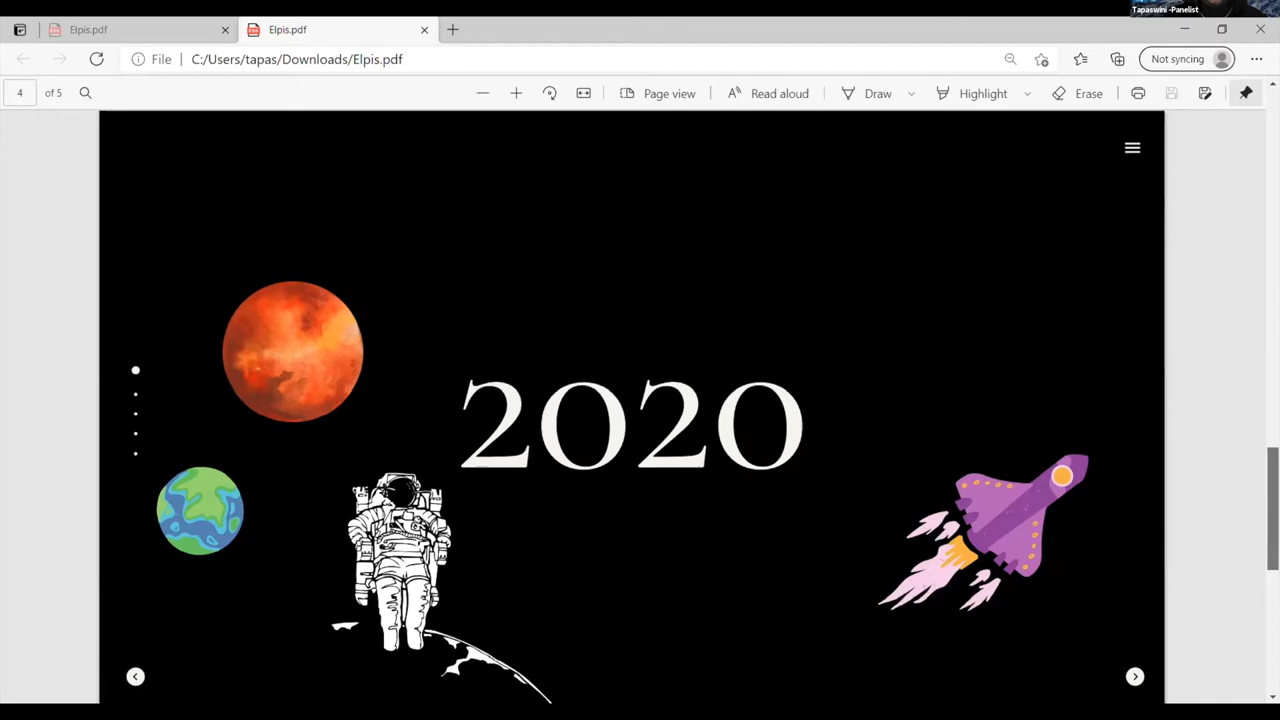 Tapaswini -Panelist
Elpis.pdf
Elpis.pdf
File
C:/Users/tapas/Downloads/Elpis.pdf
Not syncing
4 of 5
Page view
Read aloud
Draw
Highlight
Erase
2020